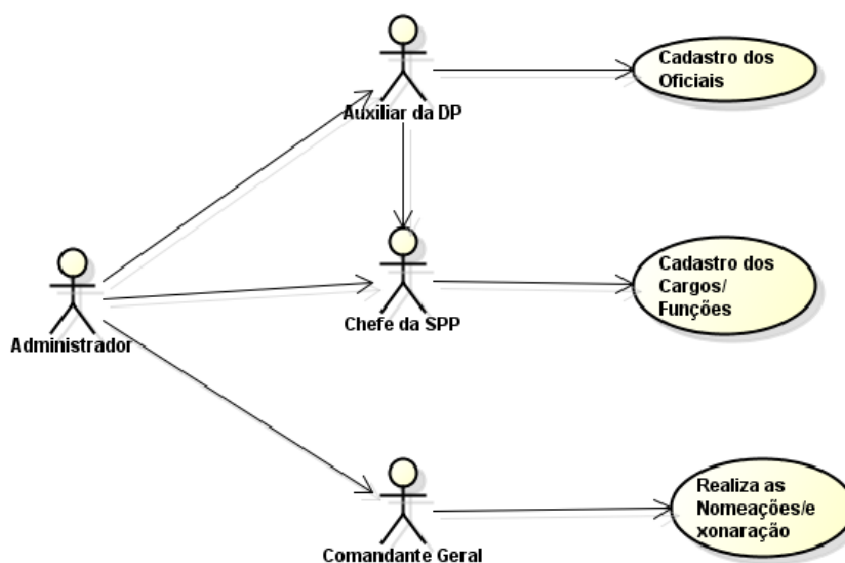 Cadastro dos
Oficiais
Auxiliar da DP
Cadastro dos
Cargos/
Funções
Chefe da SPP
Administrador
Realiza as
Nomeações/e
xonaração
Comandante Geral